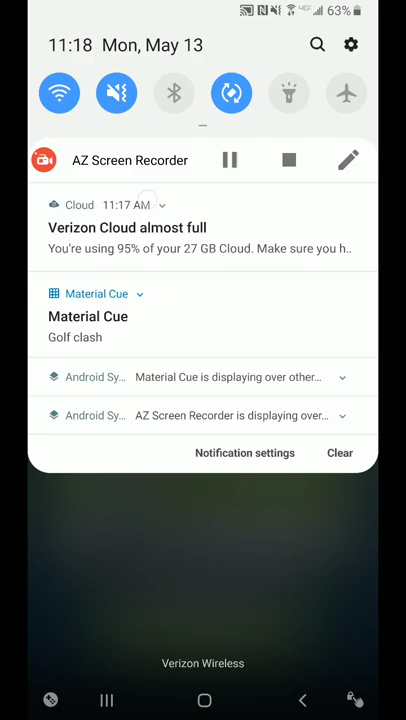 63%
11:18 Mon, May 13
AZ Screen Recorder
Cloud 11:17 AM
Verizon Cloud almost full
You're using 95% of your 27 GB Cloud. Make sure you h..
Material Cue
Material Cue
Golf clash
Android Sy... Material Cue is displaying over other...
Android Sy... AZ Screen Recorder is displaying over...
Notification settings Clear
Verizon Wireless